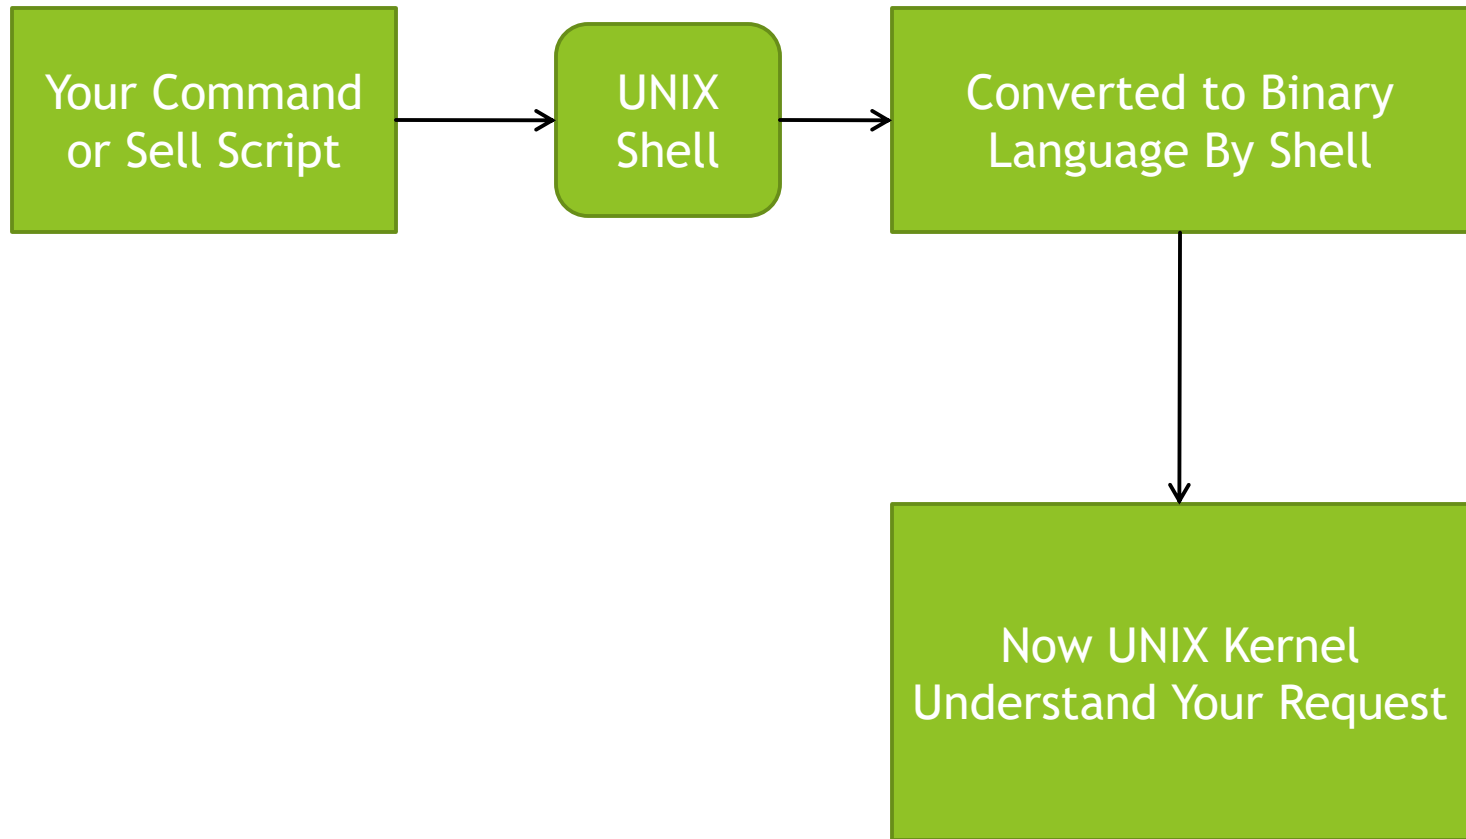 Your Command
or Sell Script
UNIX
Shell
Converted to Binary
Language By Shell
Now UNIX Kernel
Understand Your Request